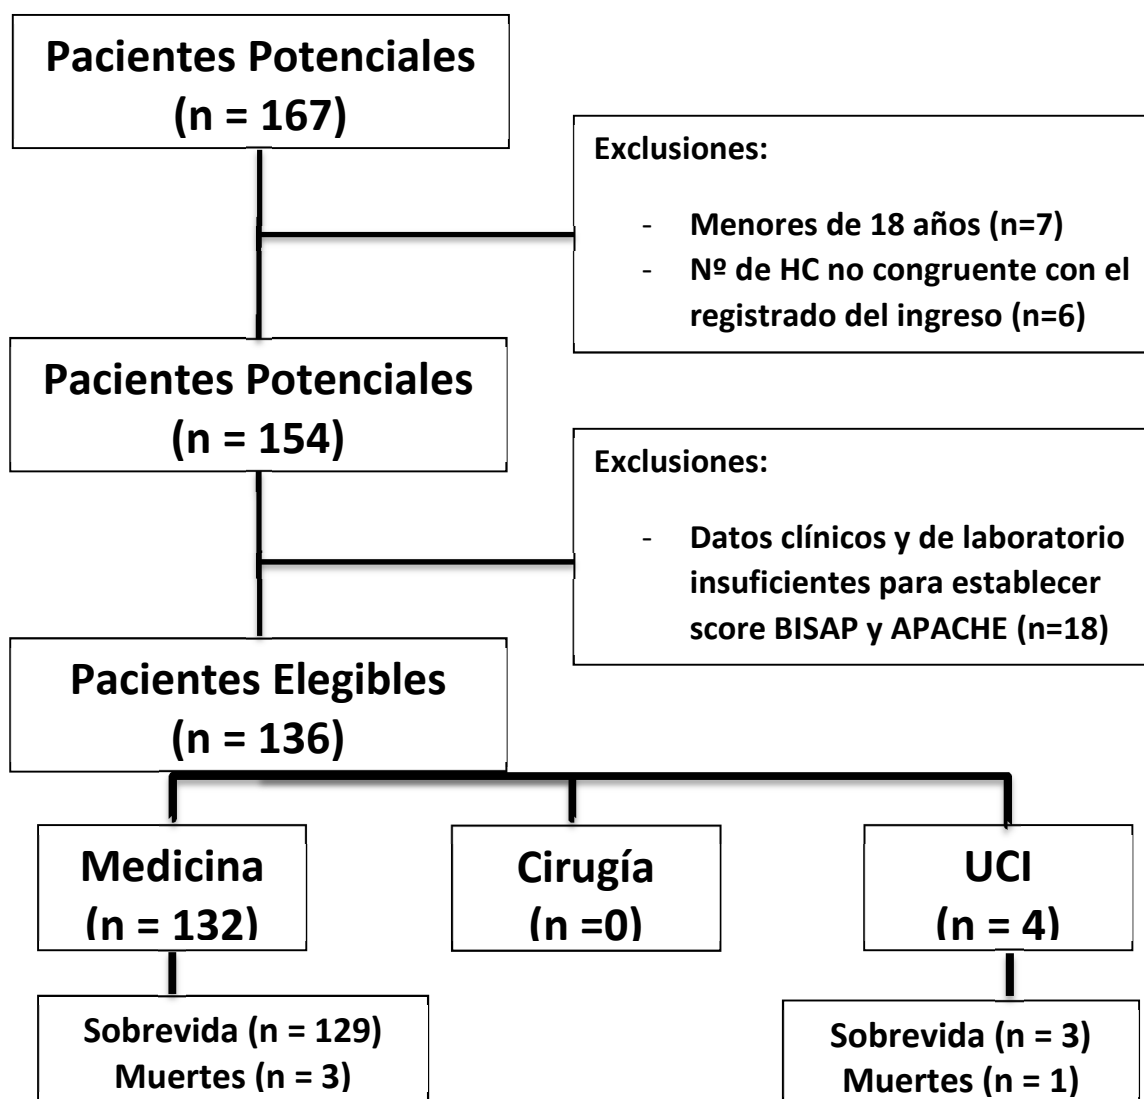 Pacientes Potenciales
(n = 167)
Exclusiones:
- Menores de 18 años (n=7)
- Nº de HC no congruente con el
registrado del ingreso (n=6)
Pacientes Potenciales
(n = 154)
Exclusiones:
- Datos clínicos y de laboratorio
insuficientes para establecer
score BISAP y APACHE (n=18)
Pacientes Elegibles
(n = 136)
Medicina
(n = 132)
Cirugía
(n =0)
UCI
(n = 4)
Sobrevida (n = 129)
Muertes (n = 3)
Sobrevida (n = 3)
Muertes (n = 1)